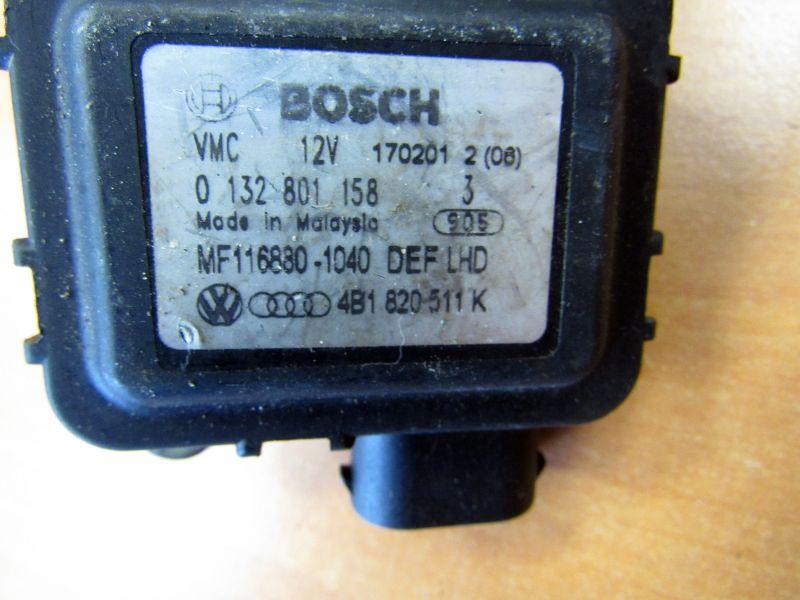 BOSCH
VMC 12V 170201 2 (06)
0 132 801 158 3
Made in Malaysia 905
MF116880-1040 DEF LHD
4B1 820 511 K